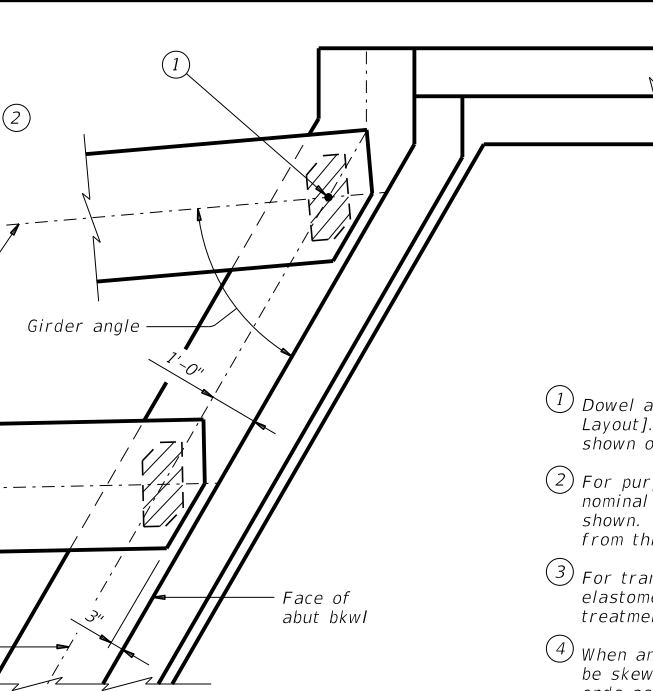 1
2
Girder angle
1'-0"
3"
Face of
abut bkwl
1 Dowel a
Layout].
shown o
2 For pur
nominal
shown.
from th
3 For tran
elastome
treatmen
4 When an
be skew